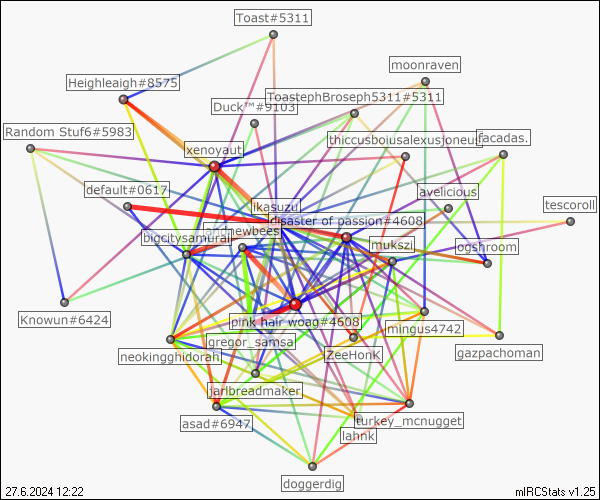 Toast#5311
moonraven
Heighleaigh#8575
ToastephBroseph5311#5311
Duck™#9103
Random Stuf6#5983
thiccusboiusalexusjoneus
facadas.
xenoyaut
default#0617
avelicious
tescoroll
ikasuzu
disaster of passion#4608
newbees
bigcitysamurai
mukszi
ogshroom
Knowun#6424
pink hair woag#4608
mingus4742
gregor_samsa
neokingghidorah
ZeeHonk
gazpachoman
jarlbreadmaker
asad#6947
turkey_mcnugget
lahnk
doggerdig
27.6.2024 12:22
mIRCStats v1.25